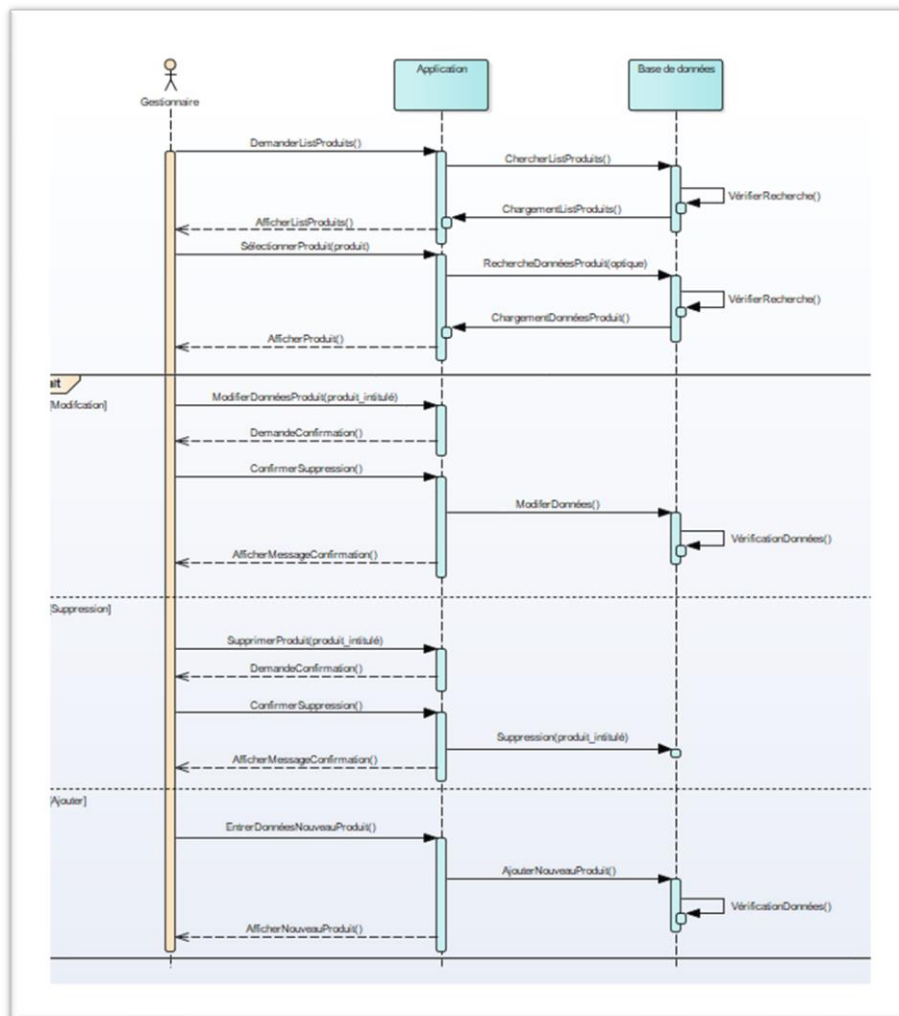 Gestionnaire
Application
Base de données
DemanderListProduits()
ChercherListProduits()
VérifierRecherche()
ChargementListProduits()
AfficherListProduits()
SélectionnerProduit(produit)
RechercheDonnéesProduit(optique)
VérifierRecherche()
ChargementDonnéesProduit()
AfficherProduit()
alt
[Modifcation]
ModifierDonnéesProduit(produit_intitulé)
DemandeConfirmation()
ConfirmerSuppression()
ModiferDonnées()
VérificationDonnées()
AfficherMessageConfirmation()
[Suppression]
SupprimerProduit(produit_intitulé)
DemandeConfirmation()
ConfirmerSuppression()
Suppression(produit_intitulé)
AfficherMessageConfirmation()
[Ajouter]
EntrerDonnéesNouveauProduit()
AjouterNouveauProduit()
VérificationDonnées()
AfficherNouveauProduit()